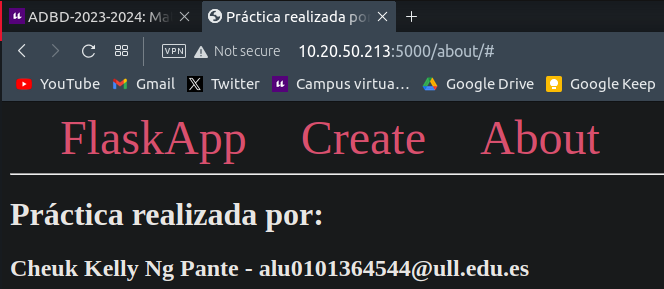 ADBD-2023-2024: Ma
Práctica realizada po
VPN
Not secure
10.20.50.213:5000/about/#
YouTube
Gmail
Twitter
Campus virtua...
Google Drive
Google Keep
FlaskApp
Create
About
Práctica realizada por:
Cheuk Kelly Ng Pante - alu0101364544@ull.edu.es